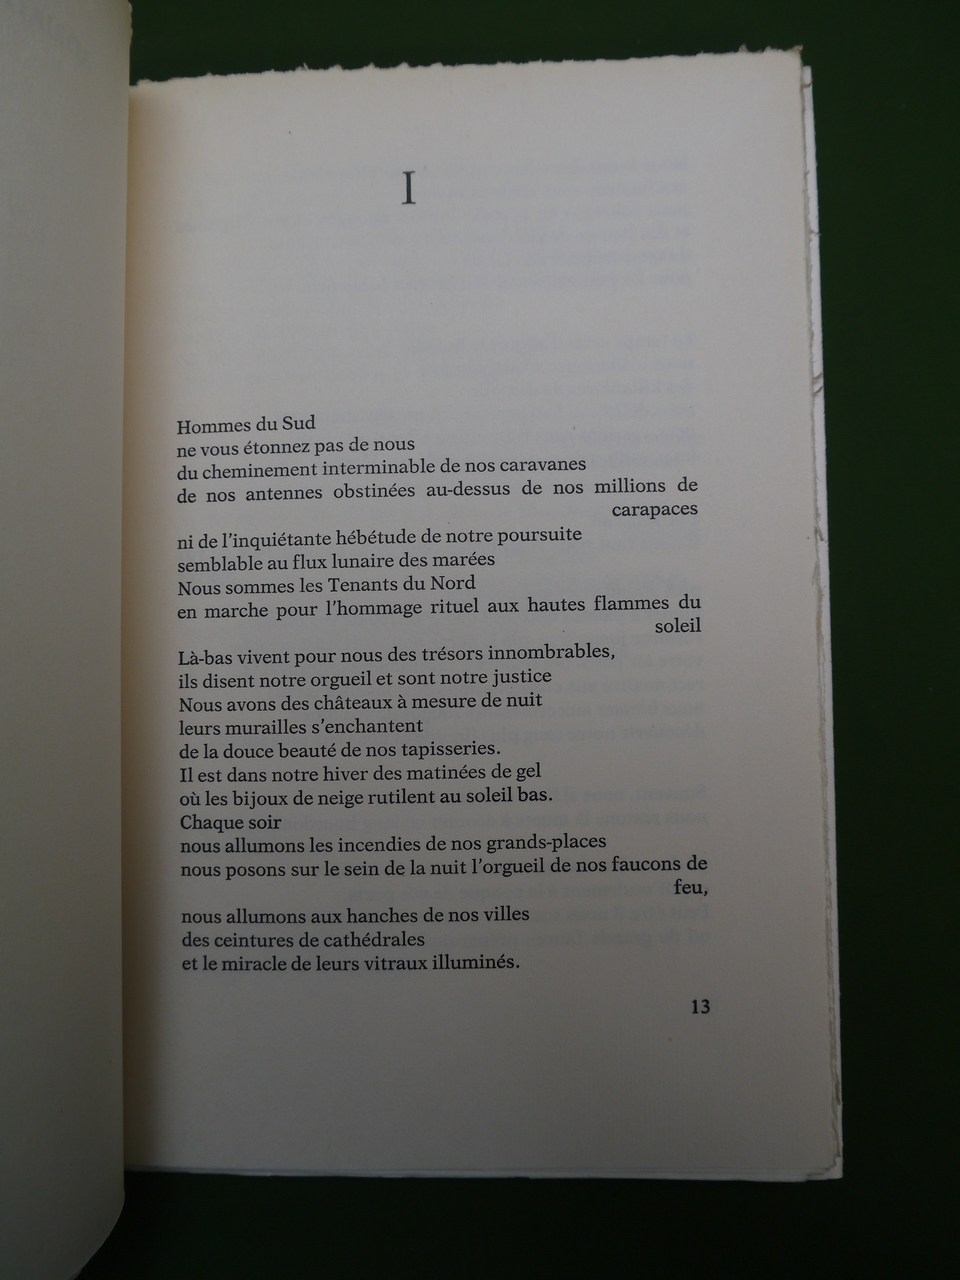 I
Hommes du Sud
ne vous étonnez pas de nous
du cheminement interminable de nos caravanes
de nos antennes obstinées au-dessus de nos millions de
carapaces
ni de l'inquiétante hébétude de notre poursuite
semblable au flux lunaire des marées
Nous sommes les Tenants du Nord
en marche pour l'hommage rituel aux hautes flammes du
soleil
Là-bas vivent pour nous des trésors innombrables,
ils disent notre orgueil et sont notre justice
Nous avons des châteaux à mesure de nuit
leurs murailles s'enchantent
de la douce beauté de nos tapisseries.
Il est dans notre hiver des matinées de gel
où les bijoux de neige rutilent au soleil bas.
Chaque soir
nous allumons les incendies de nos grands-places
nous posons sur le sein de la nuit l'orgueil de nos faucons de
feu,
nous allumons aux hanches de nos villes
des ceintures de cathédrales
et le miracle de leurs vitraux illuminés.
13